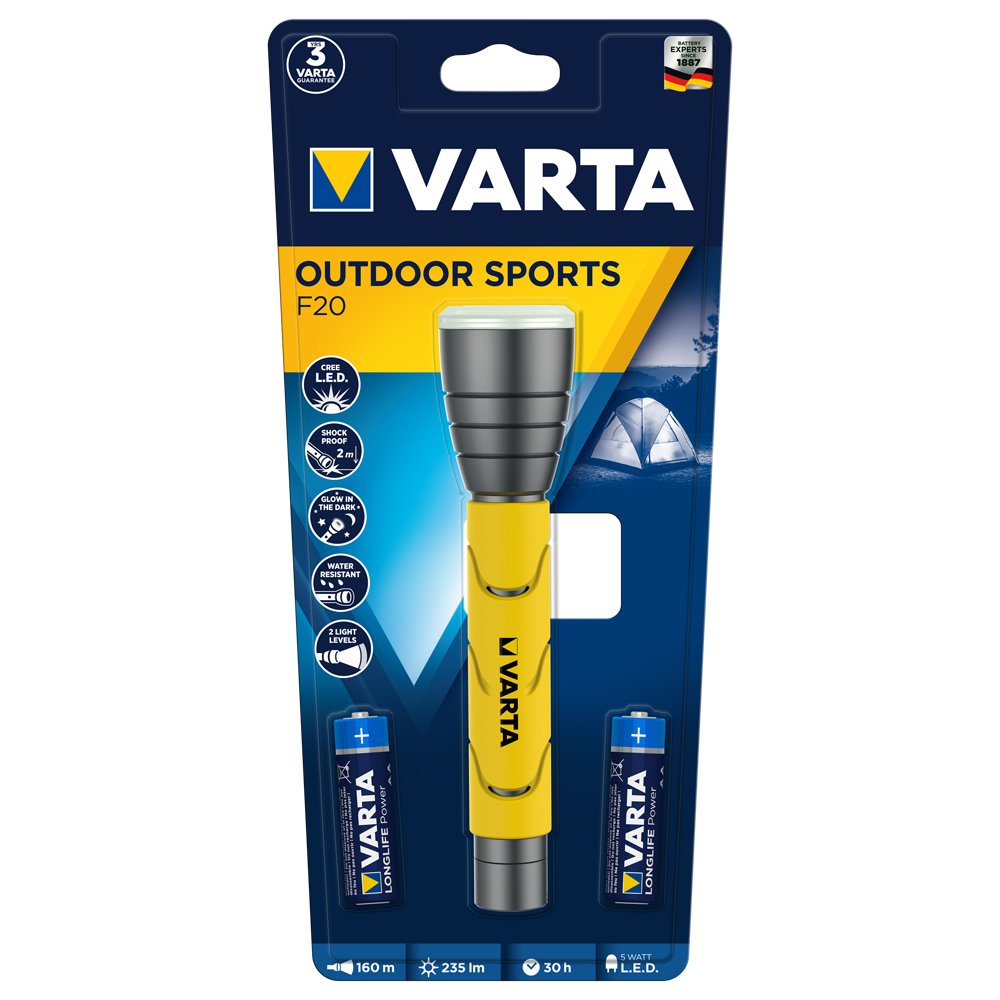 YRS
3
VARTA
GUARANTEE
BATTERY
EXPERTS
SINCE
1887
VARTA
OUTDOOR SPORTS
F20
CREE
L.E.D.
SHOCK
PROOF
2 m
GLOW IN
THE DARK
WATER
RESISTANT
2 LIGHT
LEVELS
VARTA
+
VARTA
LONGLIFE Power
+
VARTA
LONGLIFE Power
160 m
235 lm
30 h
5 WATT
L.E.D.